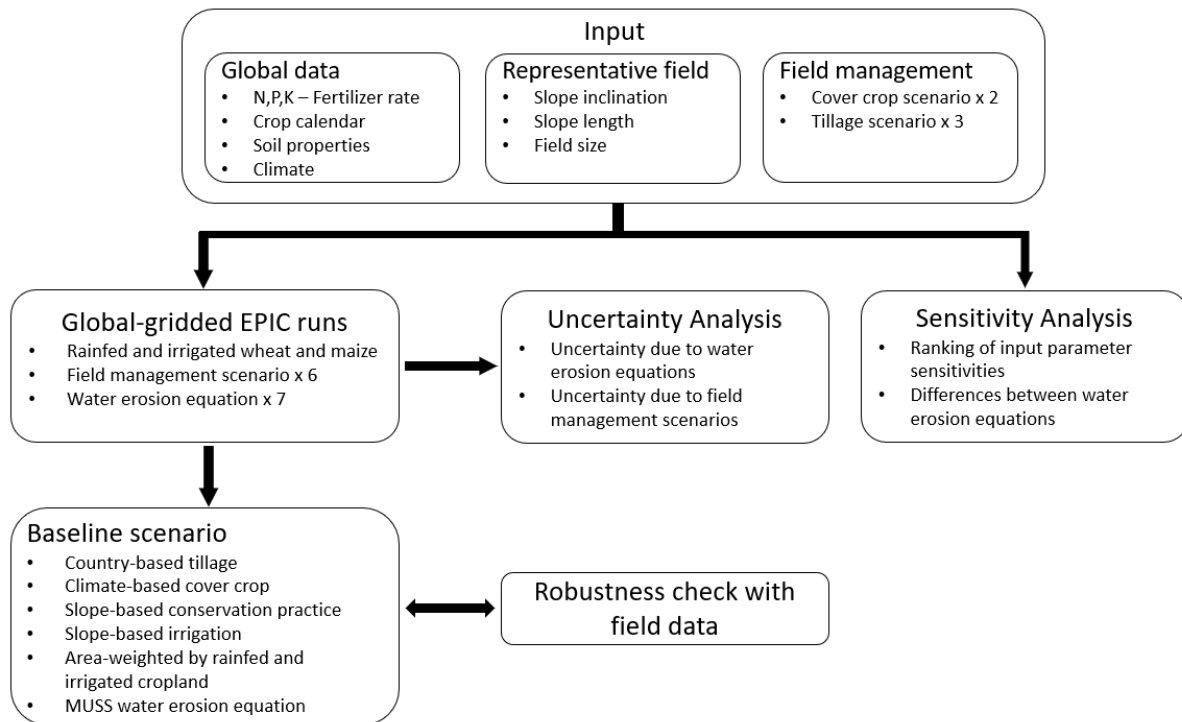 Input
Global data
• N,P,K – Fertilizer rate
• Crop calendar
• Soil properties
• Climate
Representative field
• Slope inclination
• Slope length
• Field size
Field management
• Cover crop scenario x 2
• Tillage scenario x 3
Global-gridded EPIC runs
• Rainfed and irrigated wheat and maize
• Field management scenario x 6
• Water erosion equation x 7
Uncertainty Analysis
• Uncertainty due to water
erosion equations
• Uncertainty due to field
management scenarios
Sensitivity Analysis
• Ranking of input parameter
sensitivities
• Differences between water
erosion equations
Baseline scenario
• Country-based tillage
• Climate-based cover crop
• Slope-based conservation practice
• Slope-based irrigation
• Area-weighted by rainfed and
irrigated cropland
• MUSS water erosion equation
Robustness check with
field data